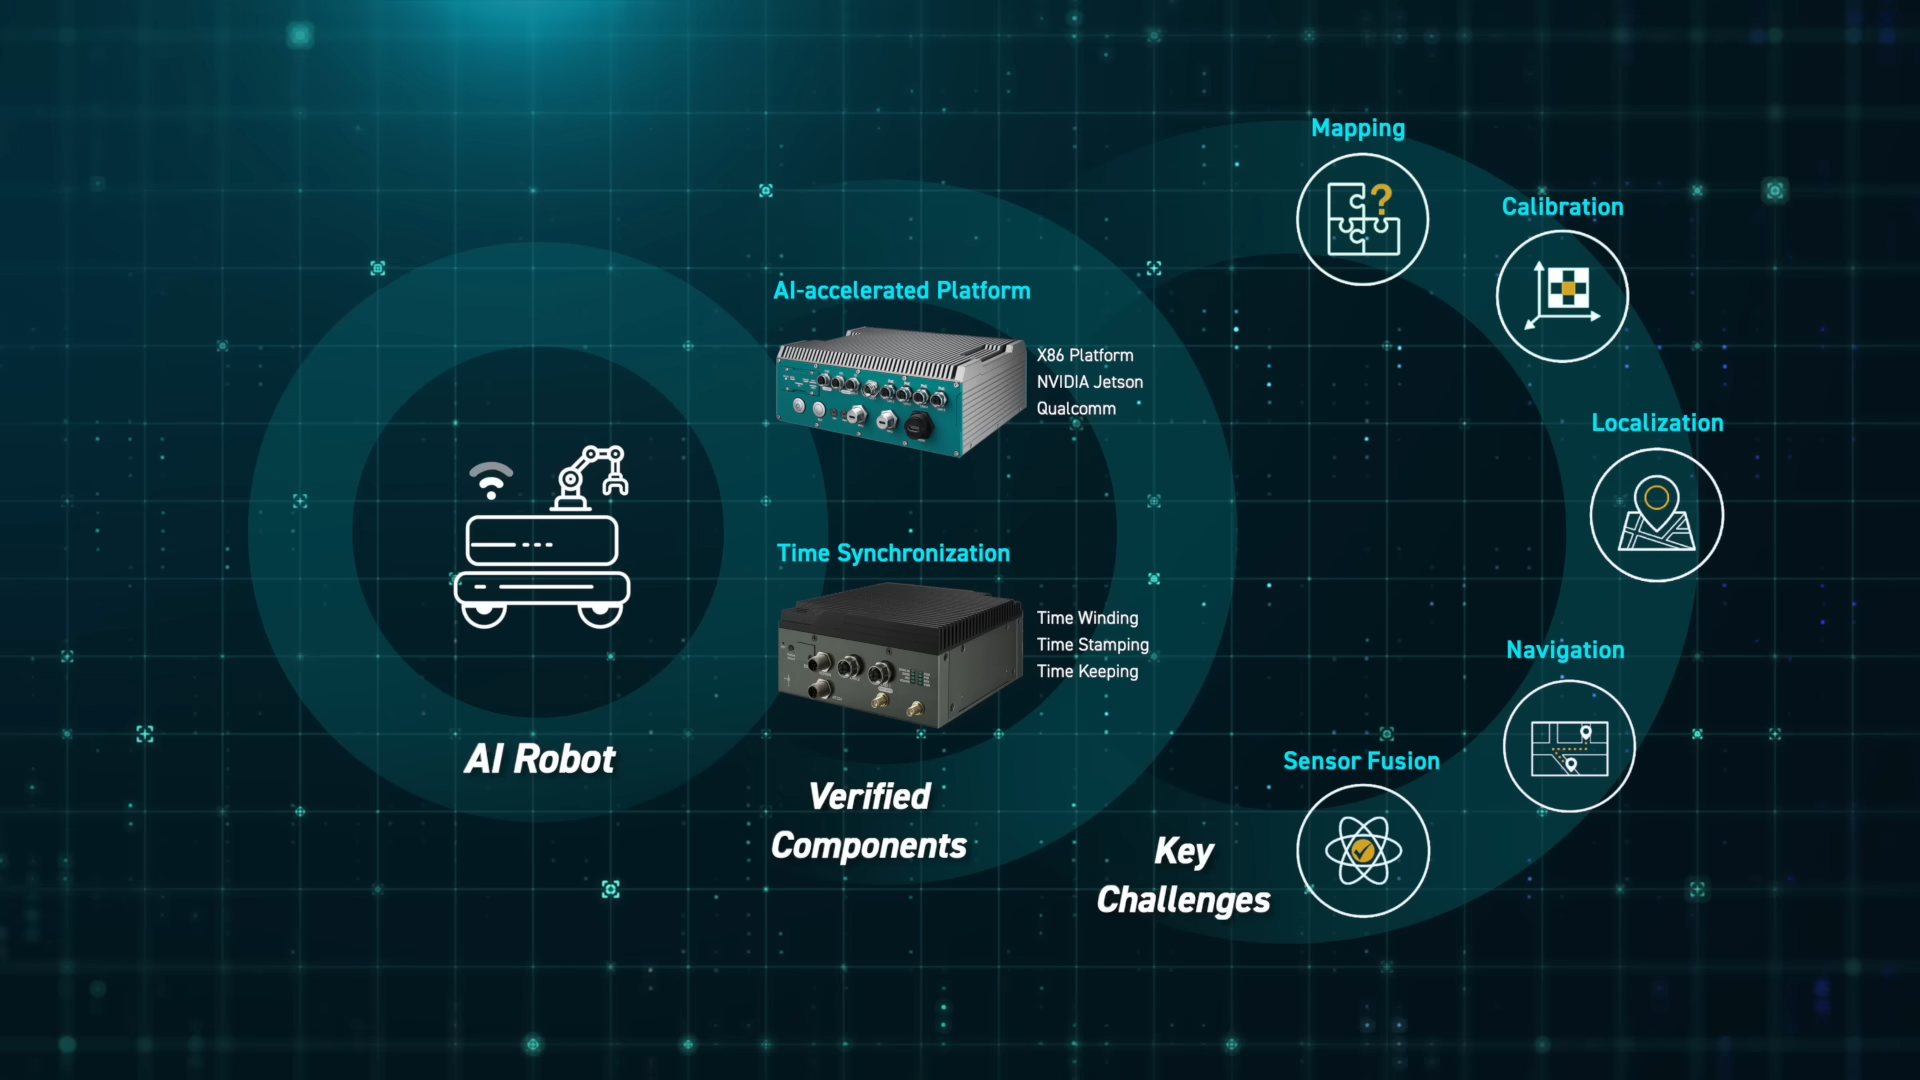 AI Robot
AI-accelerated Platform
X86 Platform
NVIDIA Jetson
Qualcomm
Time Synchronization
Time Winding
Time Stamping
Time Keeping
Verified
Components
Mapping
?
Calibration
Localization
Navigation
Sensor Fusion
Key
Challenges